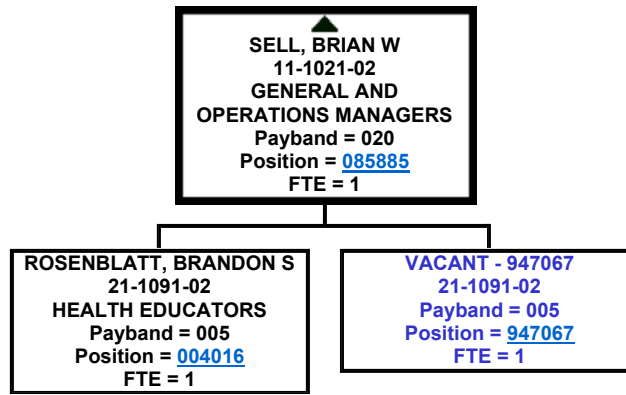 SELL, BRIAN W
11-1021-02
GENERAL AND
OPERATIONS MANAGERS
Payband = 020
Position = 085885
FTE = 1
ROSENBLATT, BRANDON S
21-1091-02
HEALTH EDUCATORS
Payband = 005
Position = 004016
FTE = 1
VACANT - 947067
21-1091-02
Payband = 005
Position = 947067
FTE = 1